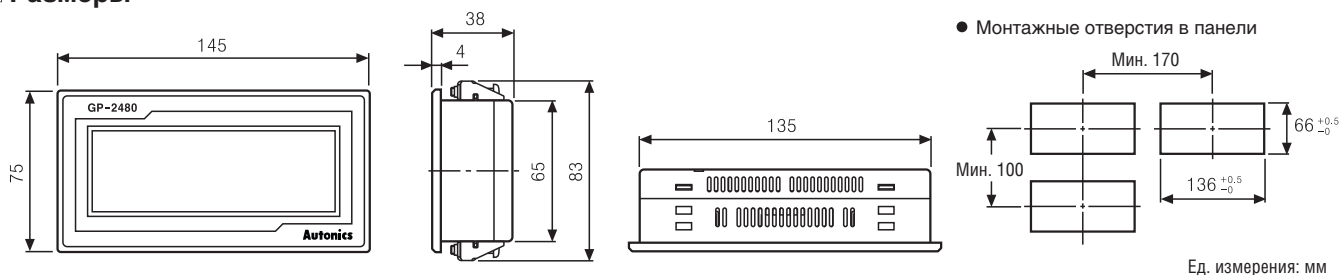 Размеры
38
145
4
● Монтажные отверстия в панели
Мин. 170
GP-2480
75
65
83
135
66 +0.5 -0
Мин. 100
136 +0.5 -0
Autonics
Ед. измерения: мм